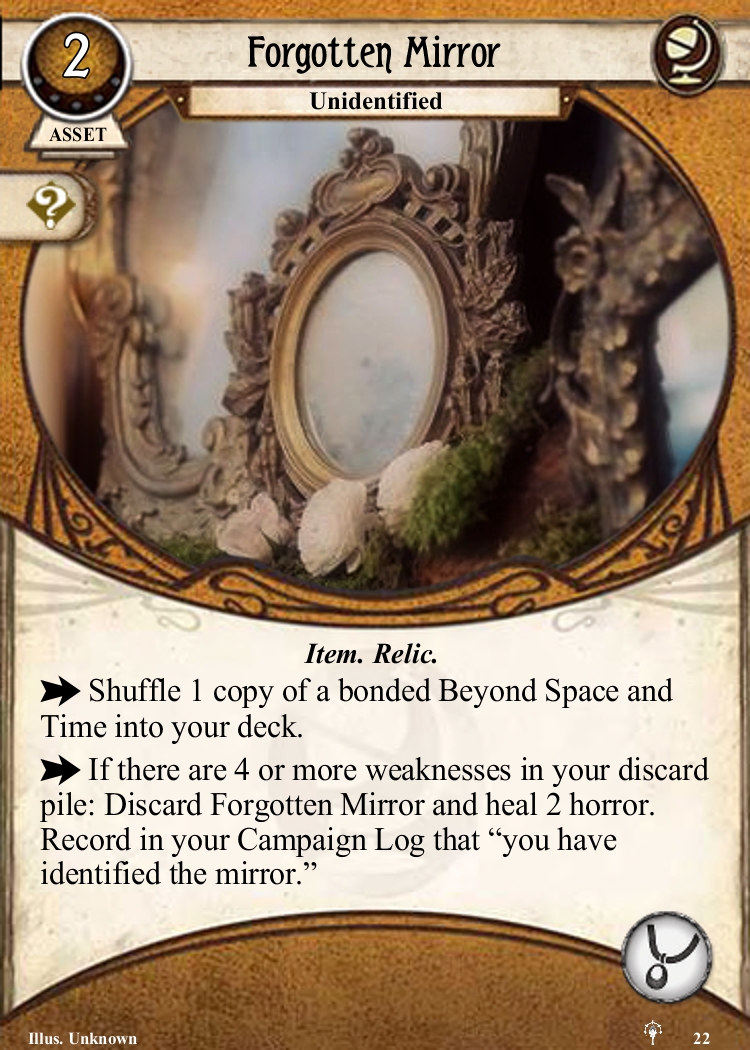 2
Forgotten Mirror
Unidentified
ASSET
?
Item. Relic.
Shuffle 1 copy of a bonded Beyond Space and
Time into your deck.
If there are 4 or more weaknesses in your discard
pile: Discard Forgotten Mirror and heal 2 horror.
Record in your Campaign Log that “you have
identified the mirror.”
Illus. Unknown
22